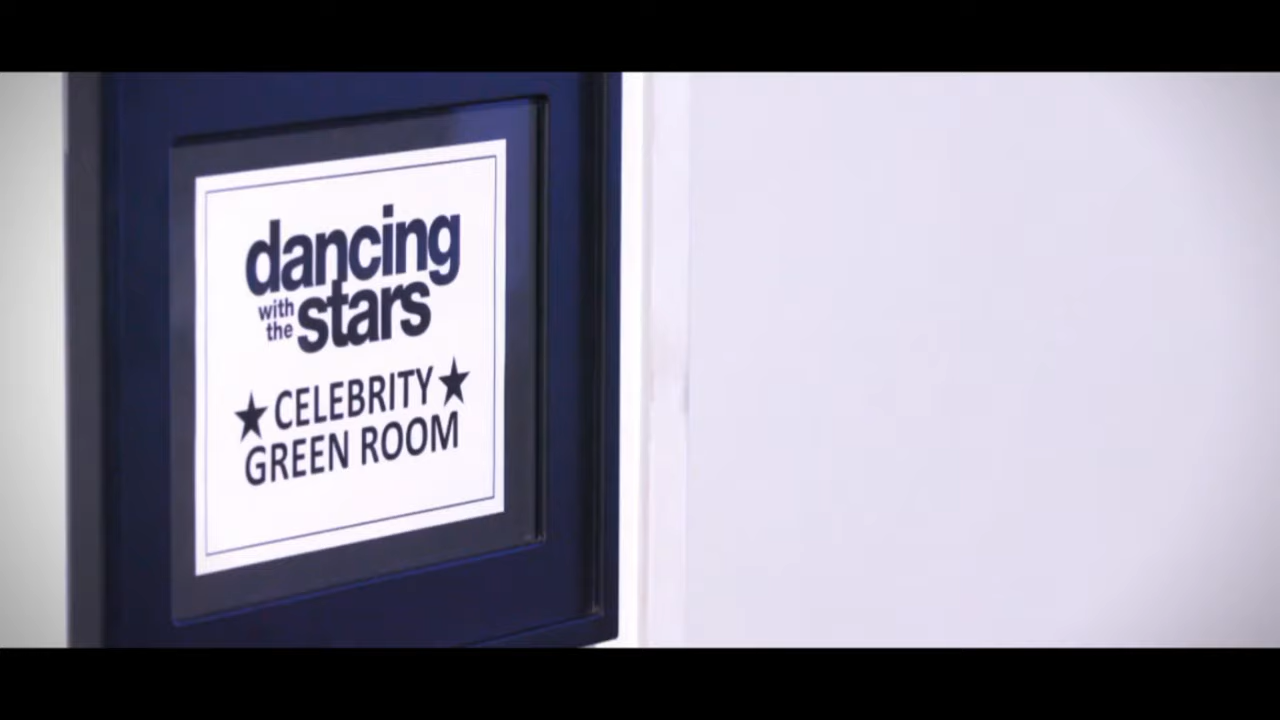 dancing
with the stars
★ CELEBRITY ★
GREEN ROOM